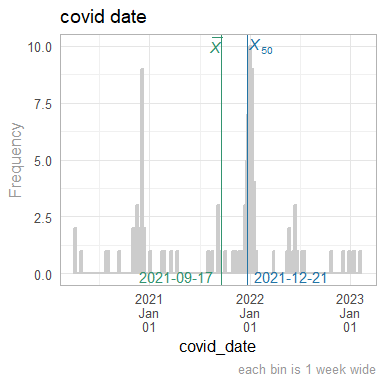 covid date
X̅ X₅₀
10.0
7.5
5.0
2.5
0.0
Frequency
2021-09-17 2021-12-21
2021 2022 2023
Jan Jan Jan
01 01 01
covid_date
each bin is 1 week wide